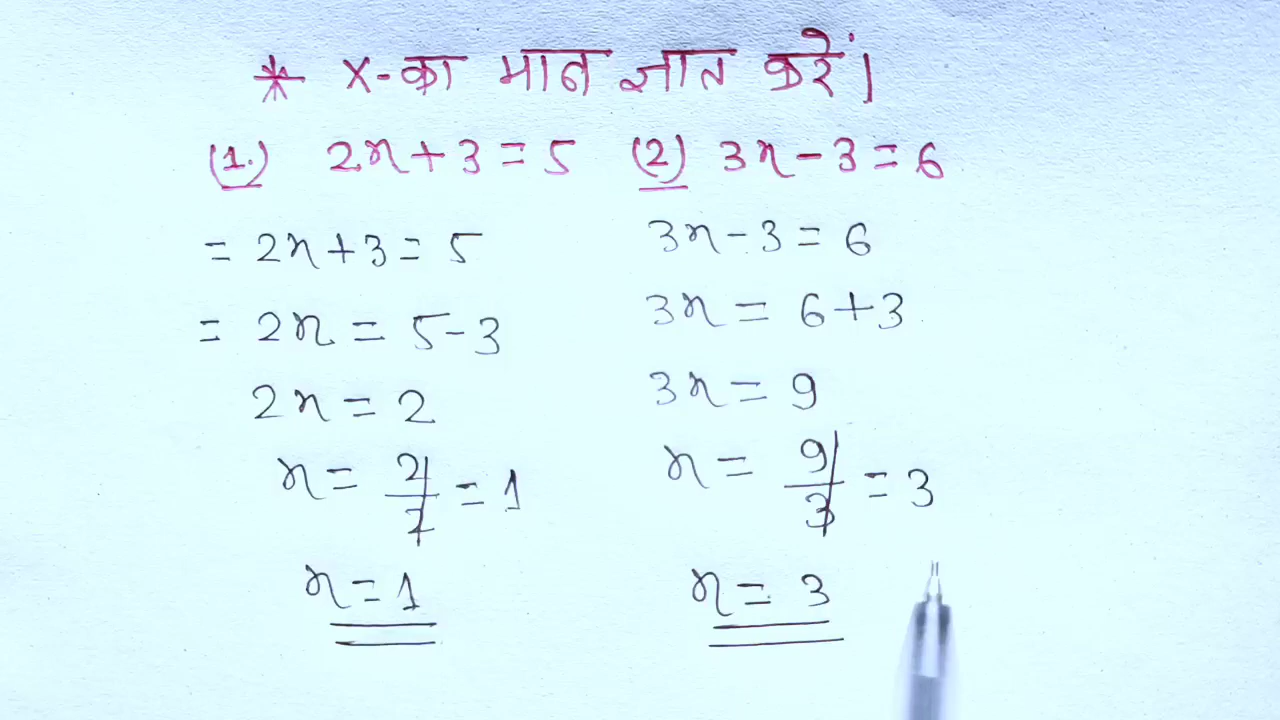 * X-का मान ज्ञात करें।
(1.) 2x+3=5 (2) 3x-3=6
= 2x+3=5
= 2x=5-3
2x=2
x=2/2=1
x=1
3x-3=6
3x=6+3
3x=9
x=9/3=3
x=3